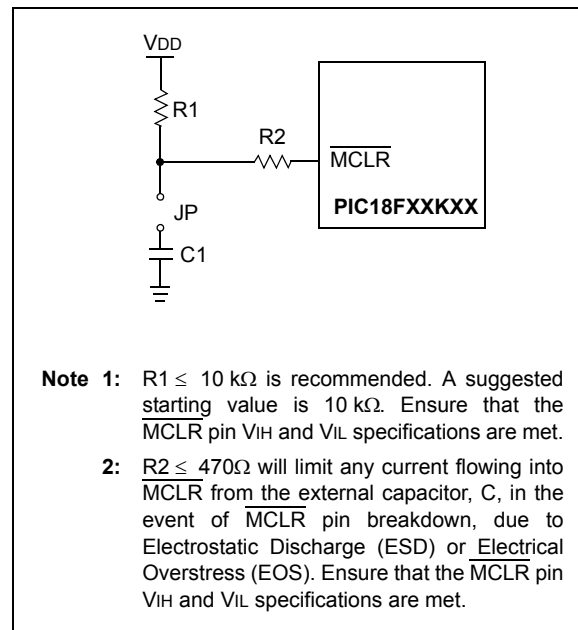 VDD
R1
R2
MCLR
PIC18FXXKXX
JP
C1
Note 1: R1 ≤ 10 kΩ is recommended. A suggested
starting value is 10 kΩ. Ensure that the
MCLR pin VIH and VIL specifications are met.
2: R2 ≤ 470Ω will limit any current flowing into
MCLR from the external capacitor, C, in the
event of MCLR pin breakdown, due to
Electrostatic Discharge (ESD) or Electrical
Overstress (EOS). Ensure that the MCLR pin
VIH and VIL specifications are met.